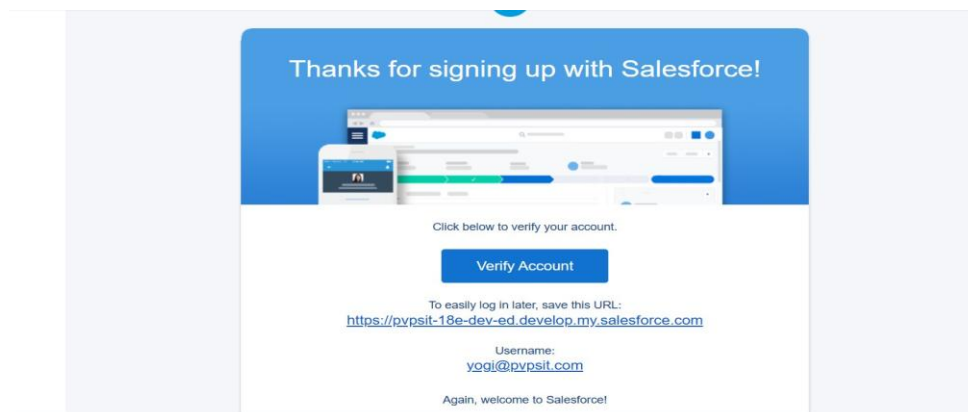 Thanks for signing up with Salesforce!
Click below to verify your account.
Verify Account
To easily log in later, save this URL:
https://pvpsit-18e-dev-ed.develop.my.salesforce.com
Username:
yogi@pvpsit.com
Again, welcome to Salesforce!